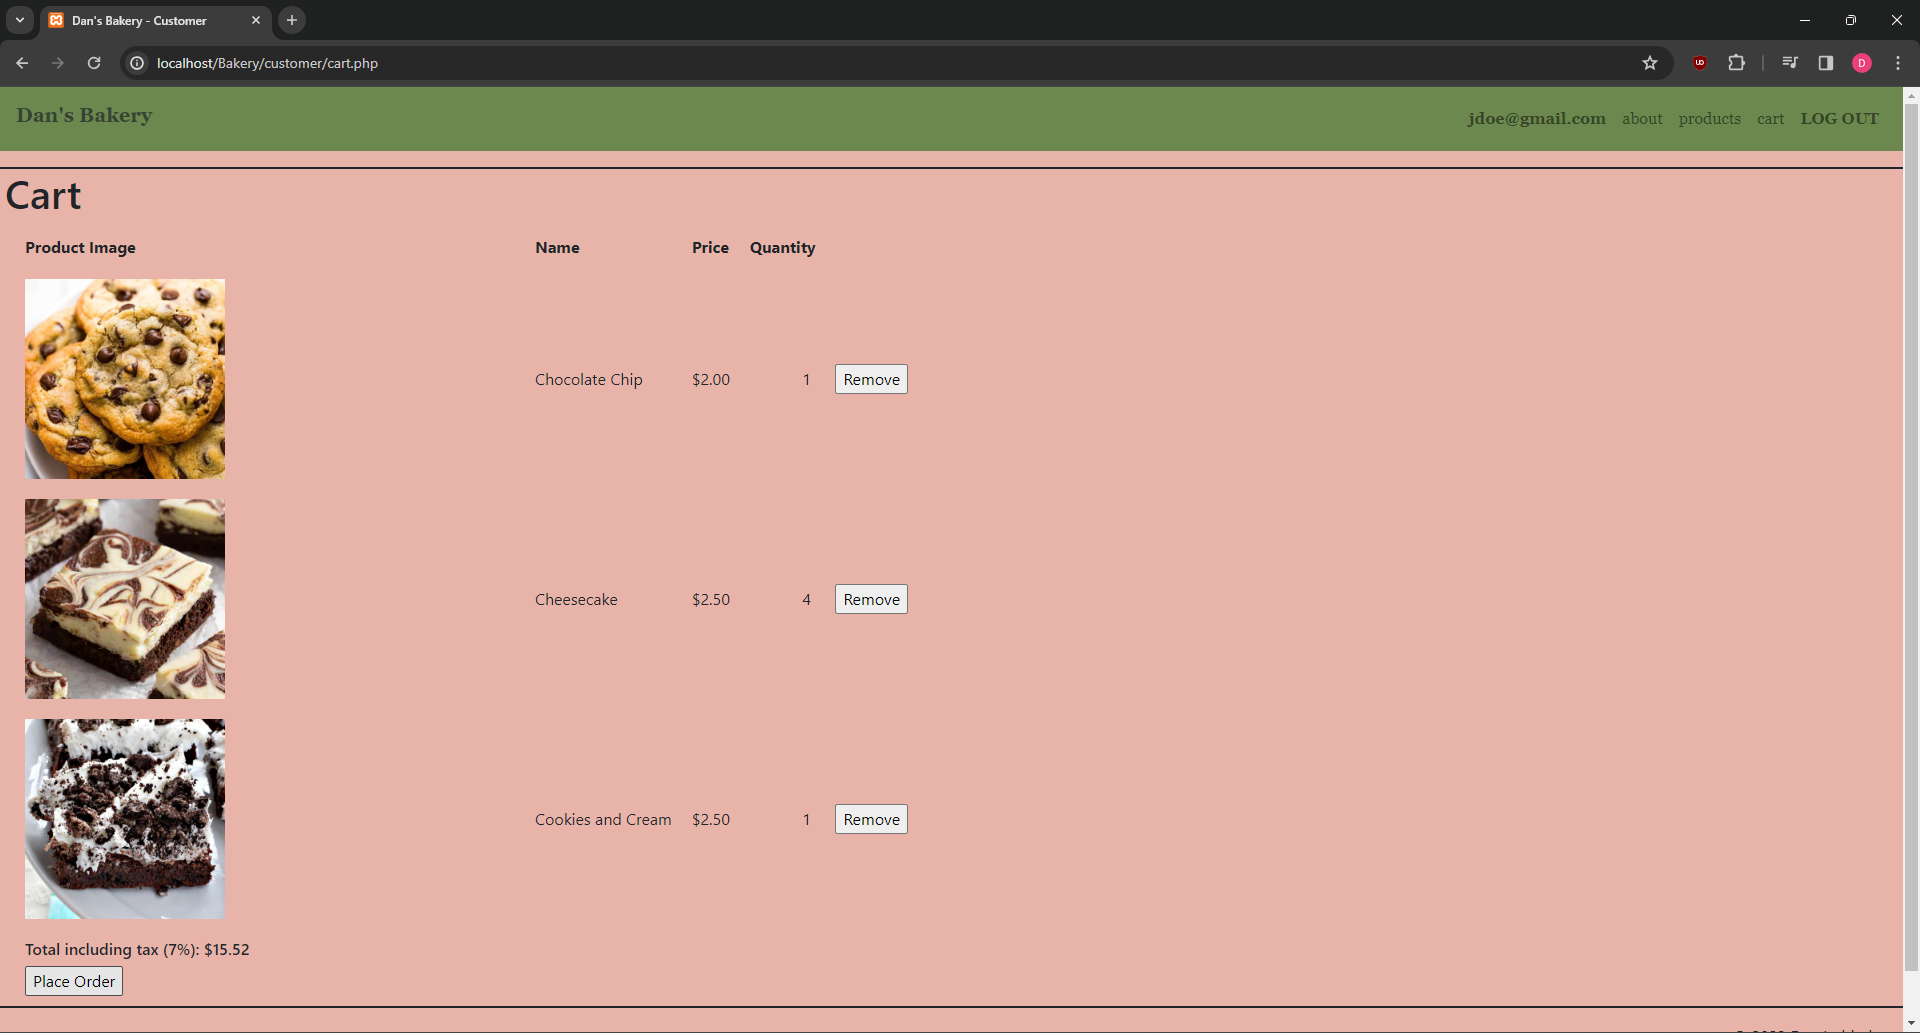 Dan's Bakery - Customer
localhost/Bakery/customer/cart.php
D
Dan's Bakery
jdoe@gmail.com about products cart LOG OUT
Cart
Product Image Name Price Quantity
Chocolate Chip $2.00 1 Remove
Cheesecake $2.50 4 Remove
Cookies and Cream $2.50 1 Remove
Total including tax (7%): $15.52
Place Order